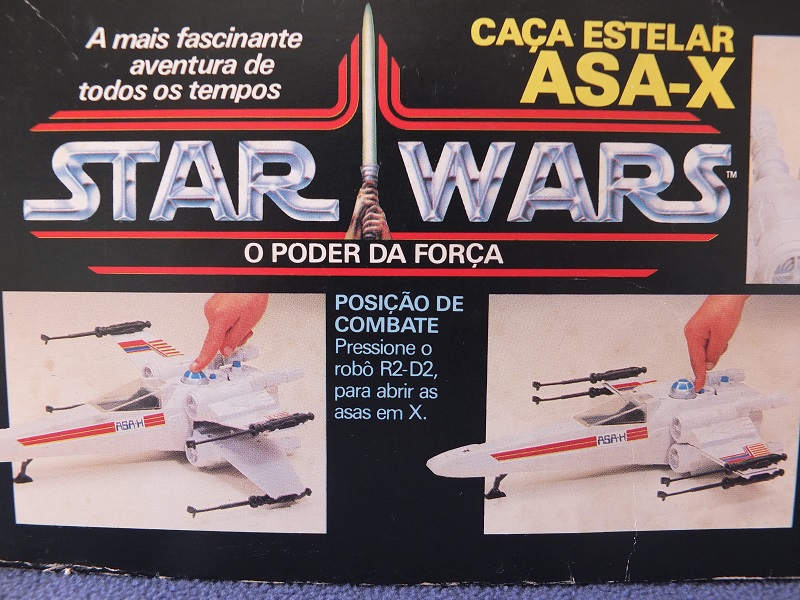 A mais fascinante
aventura de
todos os tempos
CAÇA ESTELAR
ASA-X
STAR WARS™
O PODER DA FORÇA
POSIÇÃO DE
COMBATE
Pressione o
robô R2-D2,
para abrir as
asas em X.
ASA-X
ASA-X